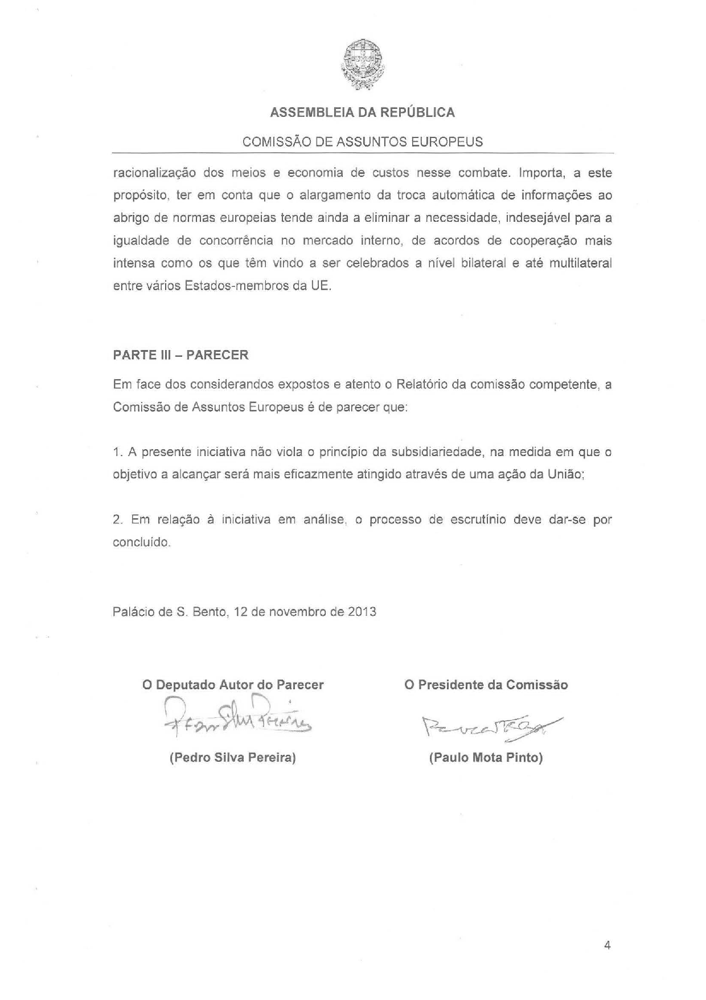 ASSEMBLEIA DA REPÚBLICA
COMISSÃO DE ASSUNTOS EUROPEUS
racionalização dos meios e economia de custos nesse combate. Importa, a este
propósito, ter em conta que o alargamento da troca automática de informações ao
abrigo de normas europeias tende ainda a eliminar a necessidade, indesejável para a
igualdade de concorrência no mercado interno, de acordos de cooperação mais
intensa como os que têm vindo a ser celebrados a nível bilateral e até multilateral
entre vários Estados-membros da UE.
PARTE III – PARECER
Em face dos considerandos expostos e atento o Relatório da comissão competente, a
Comissão de Assuntos Europeus é de parecer que:
1. A presente iniciativa não viola o princípio da subsidiariedade, na medida em que o
objetivo a alcançar será mais eficazmente atingido através de uma ação da União;
2. Em relação à iniciativa em análise, o processo de escrutínio deve dar-se por
concluído.
Palácio de S. Bento, 12 de novembro de 2013
O Deputado Autor do Parecer
O Presidente da Comissão
(Pedro Silva Pereira)
(Paulo Mota Pinto)
4